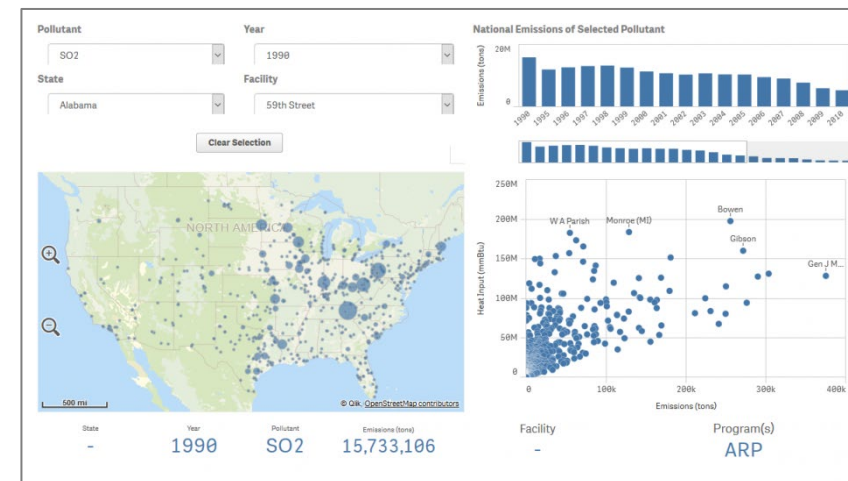 Pollutant
Year
SO2
1990
State
Facility
Alabama
59th Street
Clear Selection
NORTH AMERICA
500 mi
© Qlik, OpenStreetMap contributors
State
Year
Pollutant
Emissions (tons)
-
1990
SO2
15,733,106
National Emissions of Selected Pollutant
Emissions (tons)
20M
0
1990
1995
1996
1997
1998
1999
2000
2001
2002
2003
2004
2005
2006
2007
2008
2009
2010
Heat Input (mmBtu)
250M
200M
150M
100M
50M
0
W A Parish
Monroe (MI)
Bowen
Gibson
Gen J M...
0
100k
200k
300k
400k
Emissions (tons)
Facility
Program(s)
-
ARP